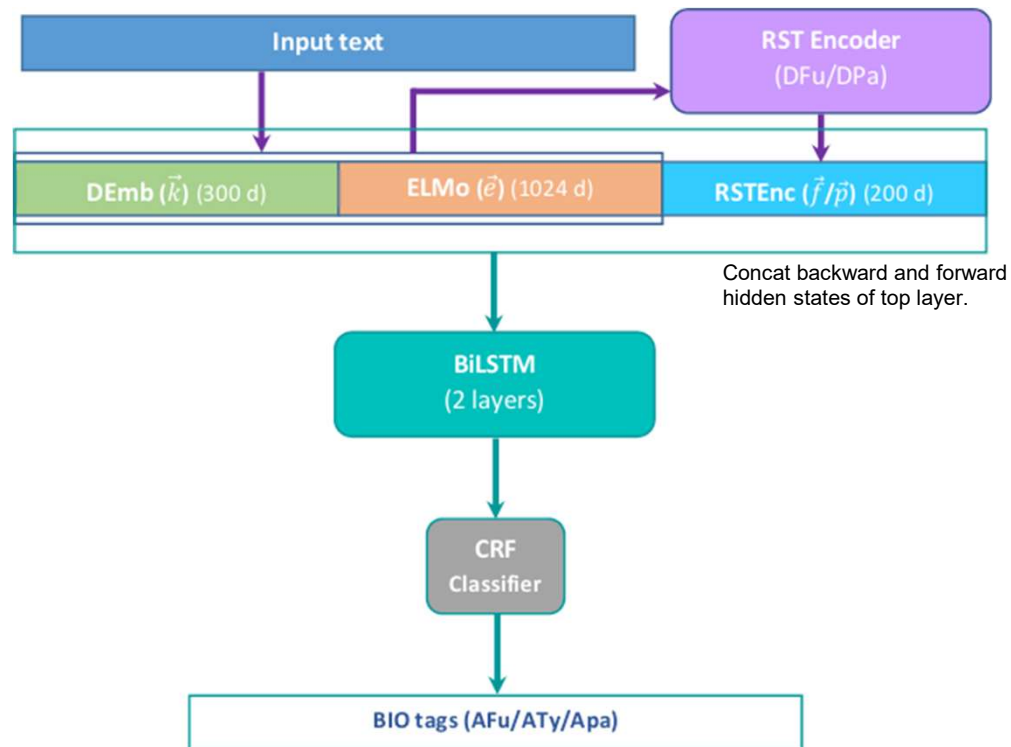 Input text
RST Encoder
(DFu/DPa)
DEmb (k⃗) (300 d)
ELMo (e⃗) (1024 d)
RSTEnc (f⃗/p⃗) (200 d)
Concat backward and forward
hidden states of top layer.
BiLSTM
(2 layers)
CRF
Classifier
BIO tags (AFu/ATy/Apa)